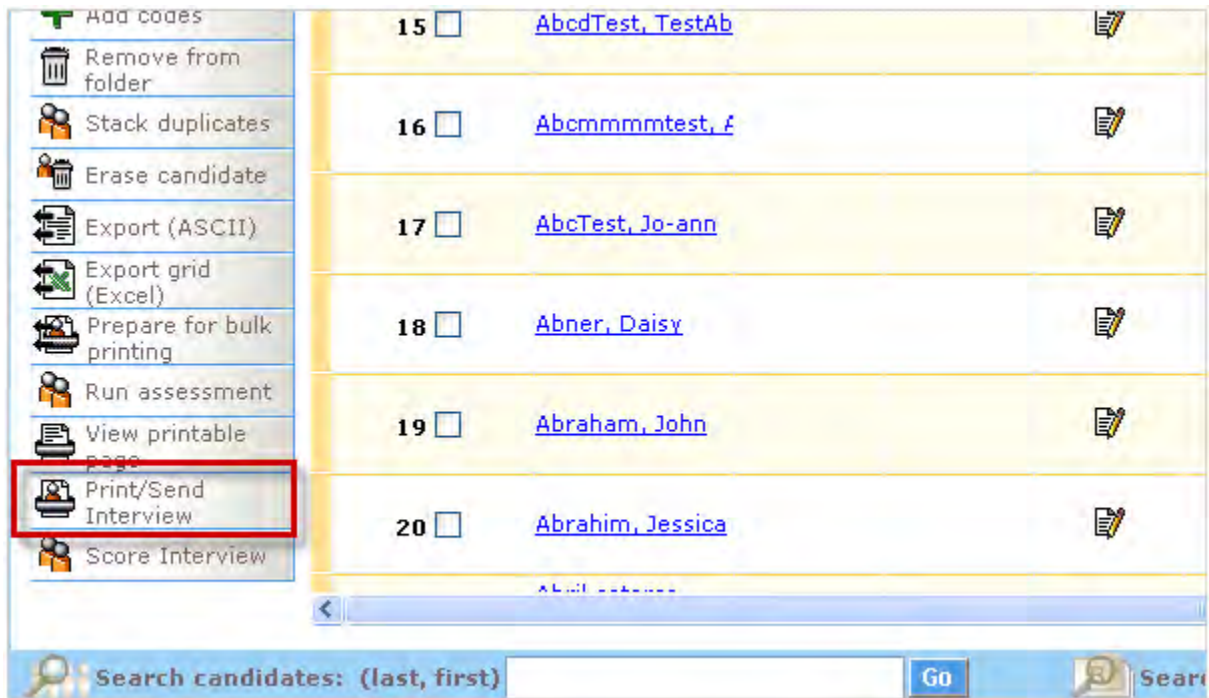 Add codes
Remove from
folder
Stack duplicates
Erase candidate
Export (ASCII)
Export grid
(Excel)
Prepare for bulk
printing
Run assessment
View printable
page
Print/Send
Interview
Score Interview
15 AbcdTest, TestAb
16 Abcmmmmtest, A
17 AbcTest, Jo-ann
18 Abner, Daisy
19 Abraham, John
20 Abrahim, Jessica
Search candidates: (last, first) Go